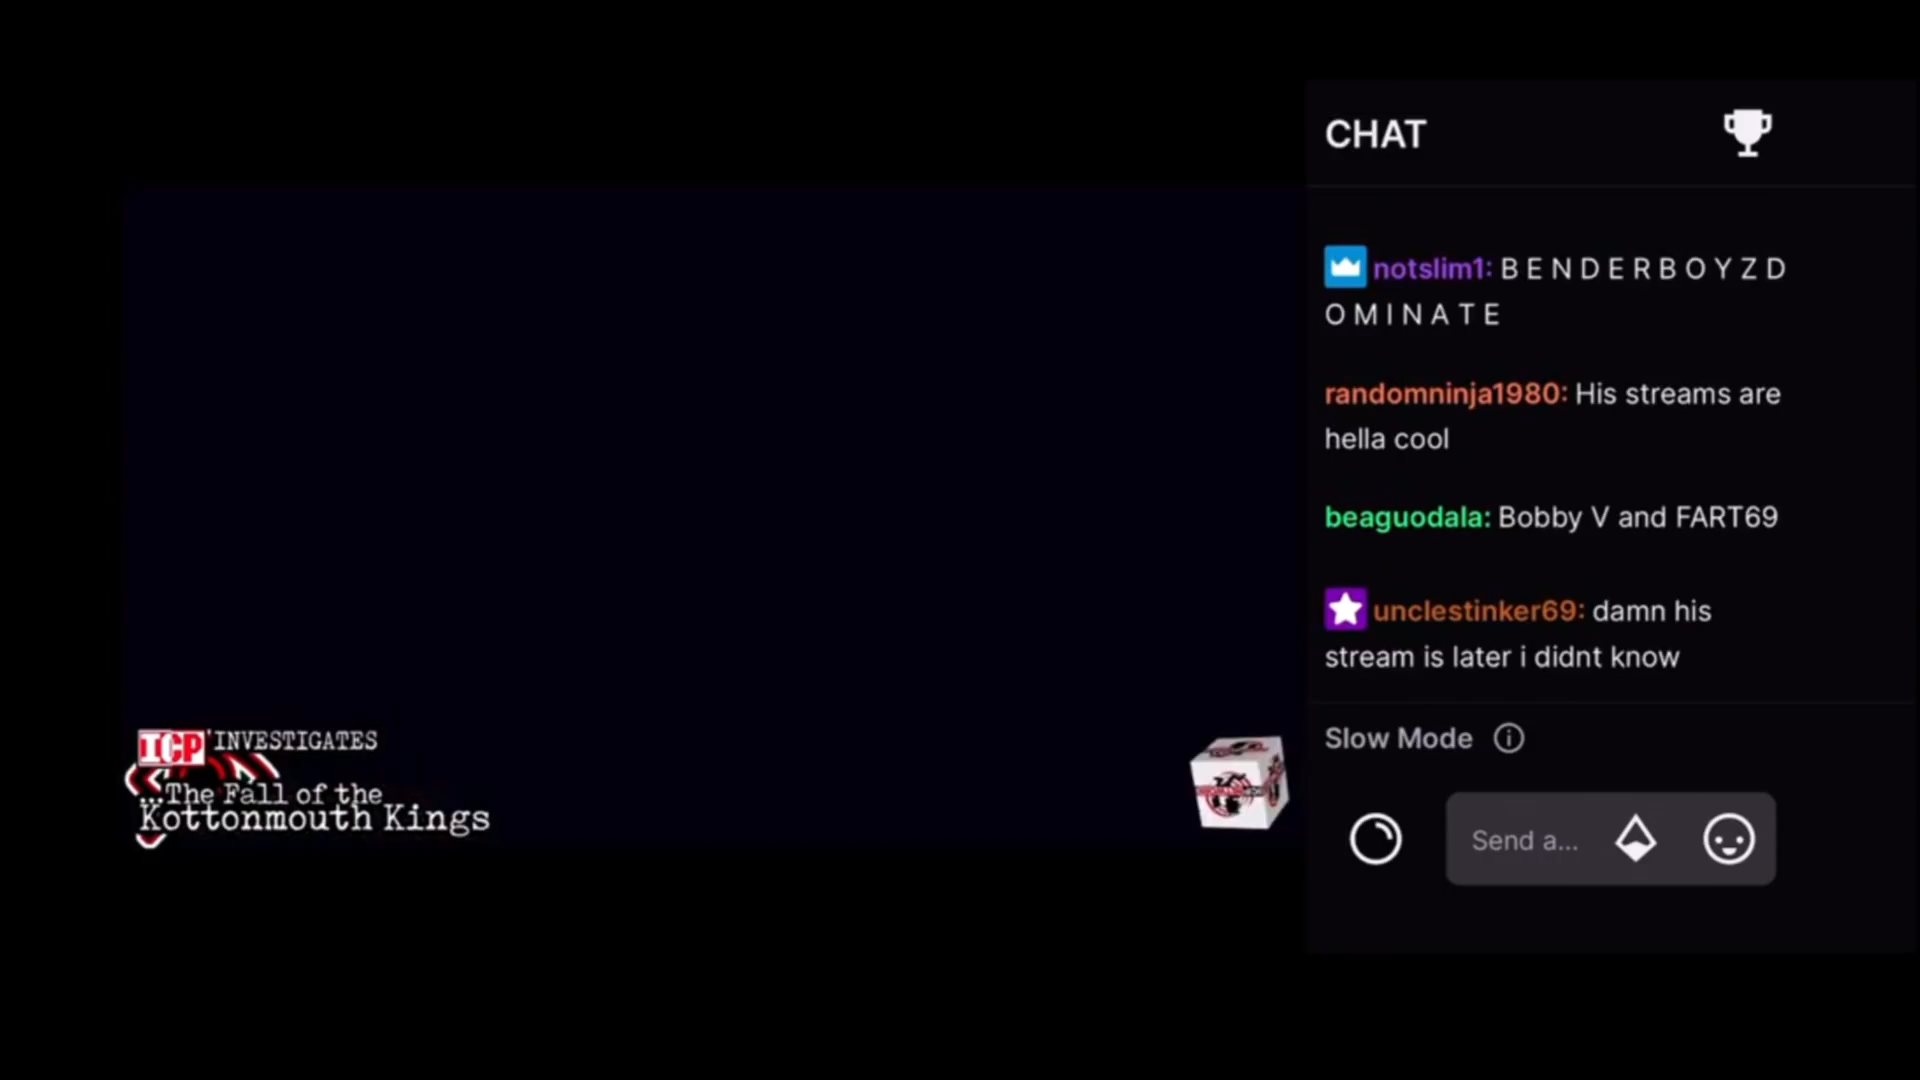 CHAT
notslim1: B E N D E R B O Y Z D
O M I N A T E
randomninja1980: His streams are
hella cool
beaguodala: Bobby V and FART69
unclestinker69: damn his
stream is later i didnt know
Slow Mode
Send a...
ICP INVESTIGATES
...The Fall of the
Kottonmouth Kings